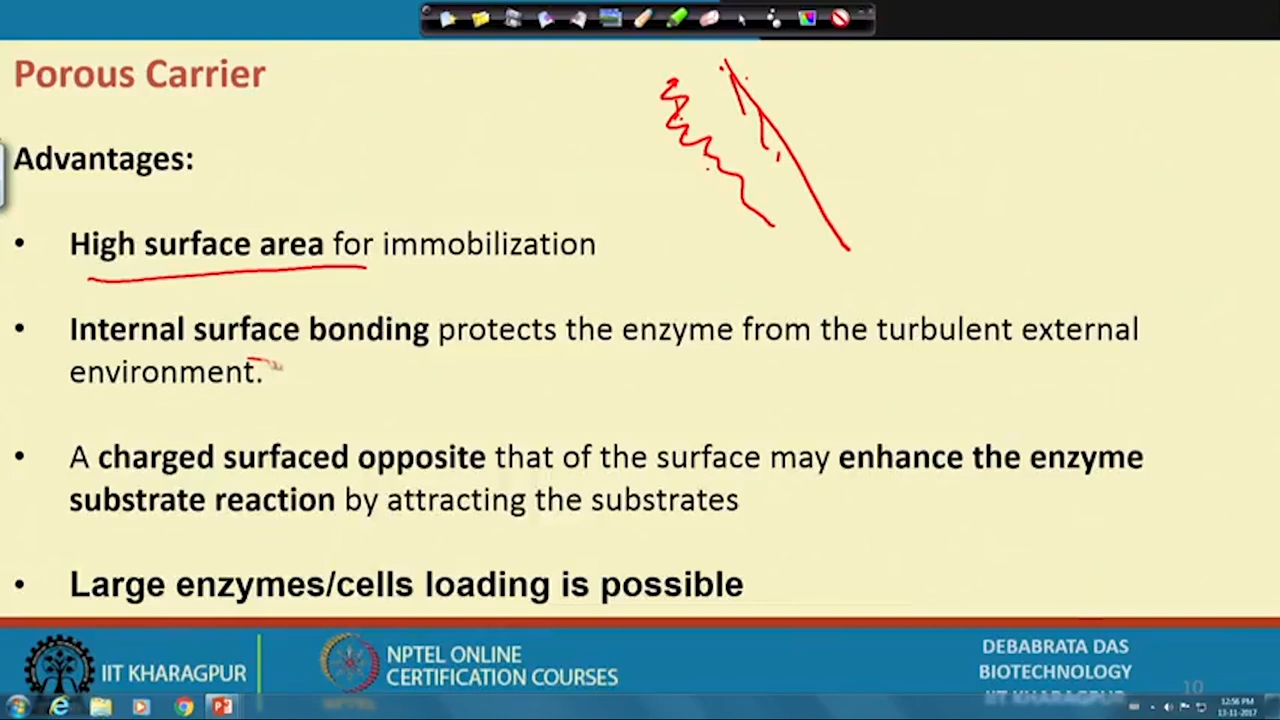 Porous Carrier
Advantages:
• High surface area for immobilization
• Internal surface bonding protects the enzyme from the turbulent external
environment.
• A charged surfaced opposite that of the surface may enhance the enzyme
substrate reaction by attracting the substrates
• Large enzymes/cells loading is possible
IIT KHARAGPUR
NPTEL ONLINE
CERTIFICATION COURSES
DEBABRATA DAS
BIOTECHNOLOGY
IIT KHARAGPUR
10
12:56 PM
13-11-2017